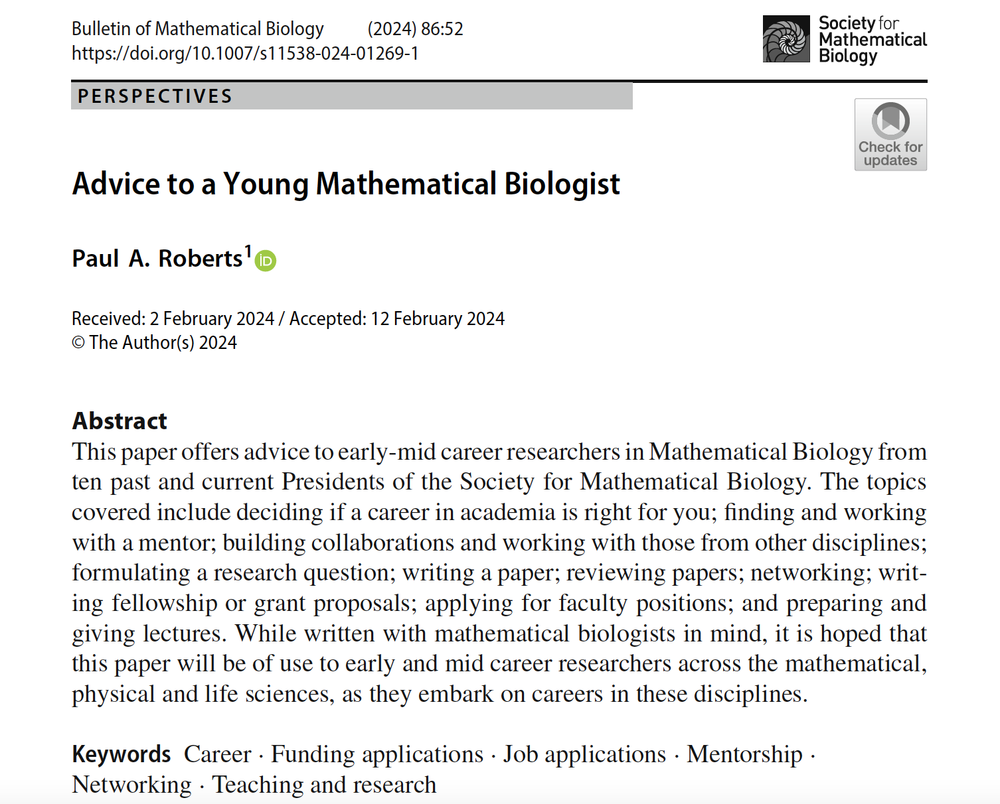 Bulletin of Mathematical Biology (2024) 86:52
https://doi.org/10.1007/s11538-024-01269-1
Society for
Mathematical
Biology
PERSPECTIVES
Check for
updates
Advice to a Young Mathematical Biologist
Paul A. Roberts1 iD
Received: 2 February 2024 / Accepted: 12 February 2024
© The Author(s) 2024
Abstract
This paper offers advice to early-mid career researchers in Mathematical Biology from
ten past and current Presidents of the Society for Mathematical Biology. The topics
covered include deciding if a career in academia is right for you; finding and working
with a mentor; building collaborations and working with those from other disciplines;
formulating a research question; writing a paper; reviewing papers; networking; writ-
ing fellowship or grant proposals; applying for faculty positions; and preparing and
giving lectures. While written with mathematical biologists in mind, it is hoped that
this paper will be of use to early and mid career researchers across the mathematical,
physical and life sciences, as they embark on careers in these disciplines.
Keywords Career · Funding applications · Job applications · Mentorship ·
Networking · Teaching and research